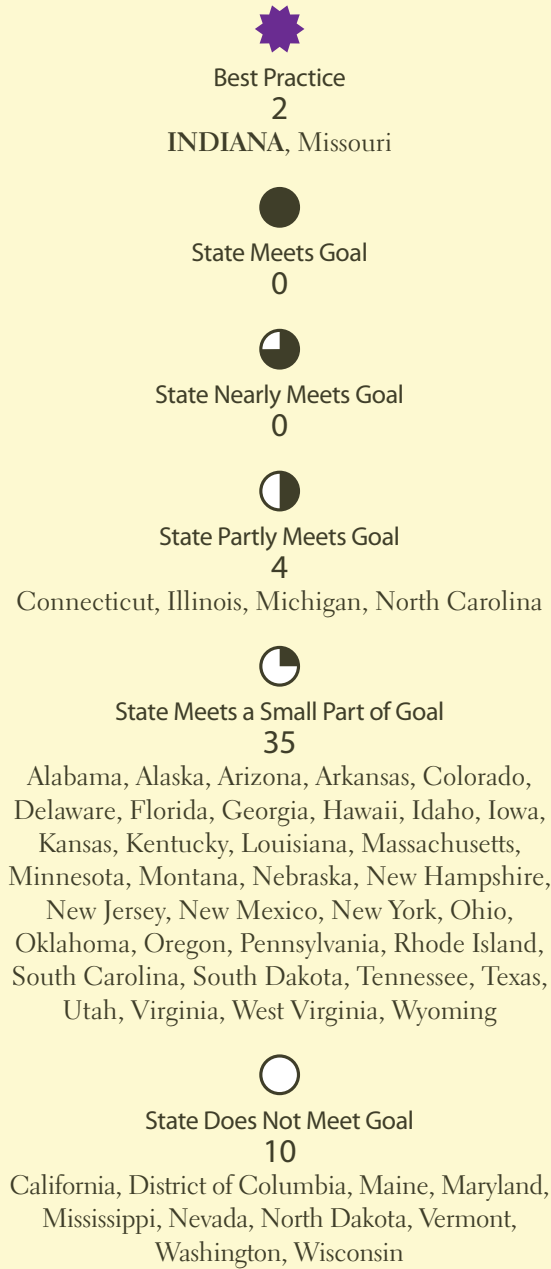 Best Practice
2
INDIANA, Missouri
State Meets Goal
0
State Nearly Meets Goal
0
State Partly Meets Goal
4
Connecticut, Illinois, Michigan, North Carolina
State Meets a Small Part of Goal
35
Alabama, Alaska, Arizona, Arkansas, Colorado,
Delaware, Florida, Georgia, Hawaii, Idaho, Iowa,
Kansas, Kentucky, Louisiana, Massachusetts,
Minnesota, Montana, Nebraska, New Hampshire,
New Jersey, New Mexico, New York, Ohio,
Oklahoma, Oregon, Pennsylvania, Rhode Island,
South Carolina, South Dakota, Tennessee, Texas,
Utah, Virginia, West Virginia, Wyoming
State Does Not Meet Goal
10
California, District of Columbia, Maine, Maryland,
Mississippi, Nevada, North Dakota, Vermont,
Washington, Wisconsin